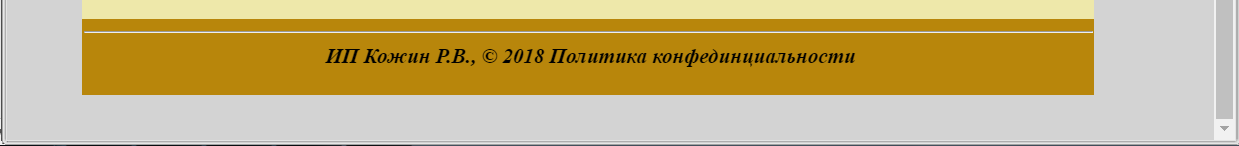 ИП Кожин Р.В., © 2018 Политика конфединциальности